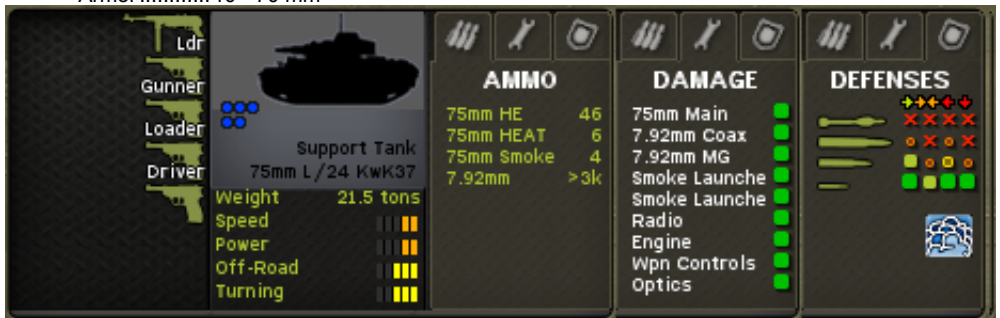 Ldr
Gunner
Loader
Driver
Support Tank
75mm L/24 KwK37
Weight 21.5 tons
Speed
Power
Off-Road
Turning
AMMO
75mm HE 46
75mm HEAT 6
75mm Smoke 4
7.92mm >3k
DAMAGE
75mm Main
7.92mm Coax
7.92mm MG
Smoke Launche
Smoke Launche
Radio
Engine
Wpn Controls
Optics
DEFENSES